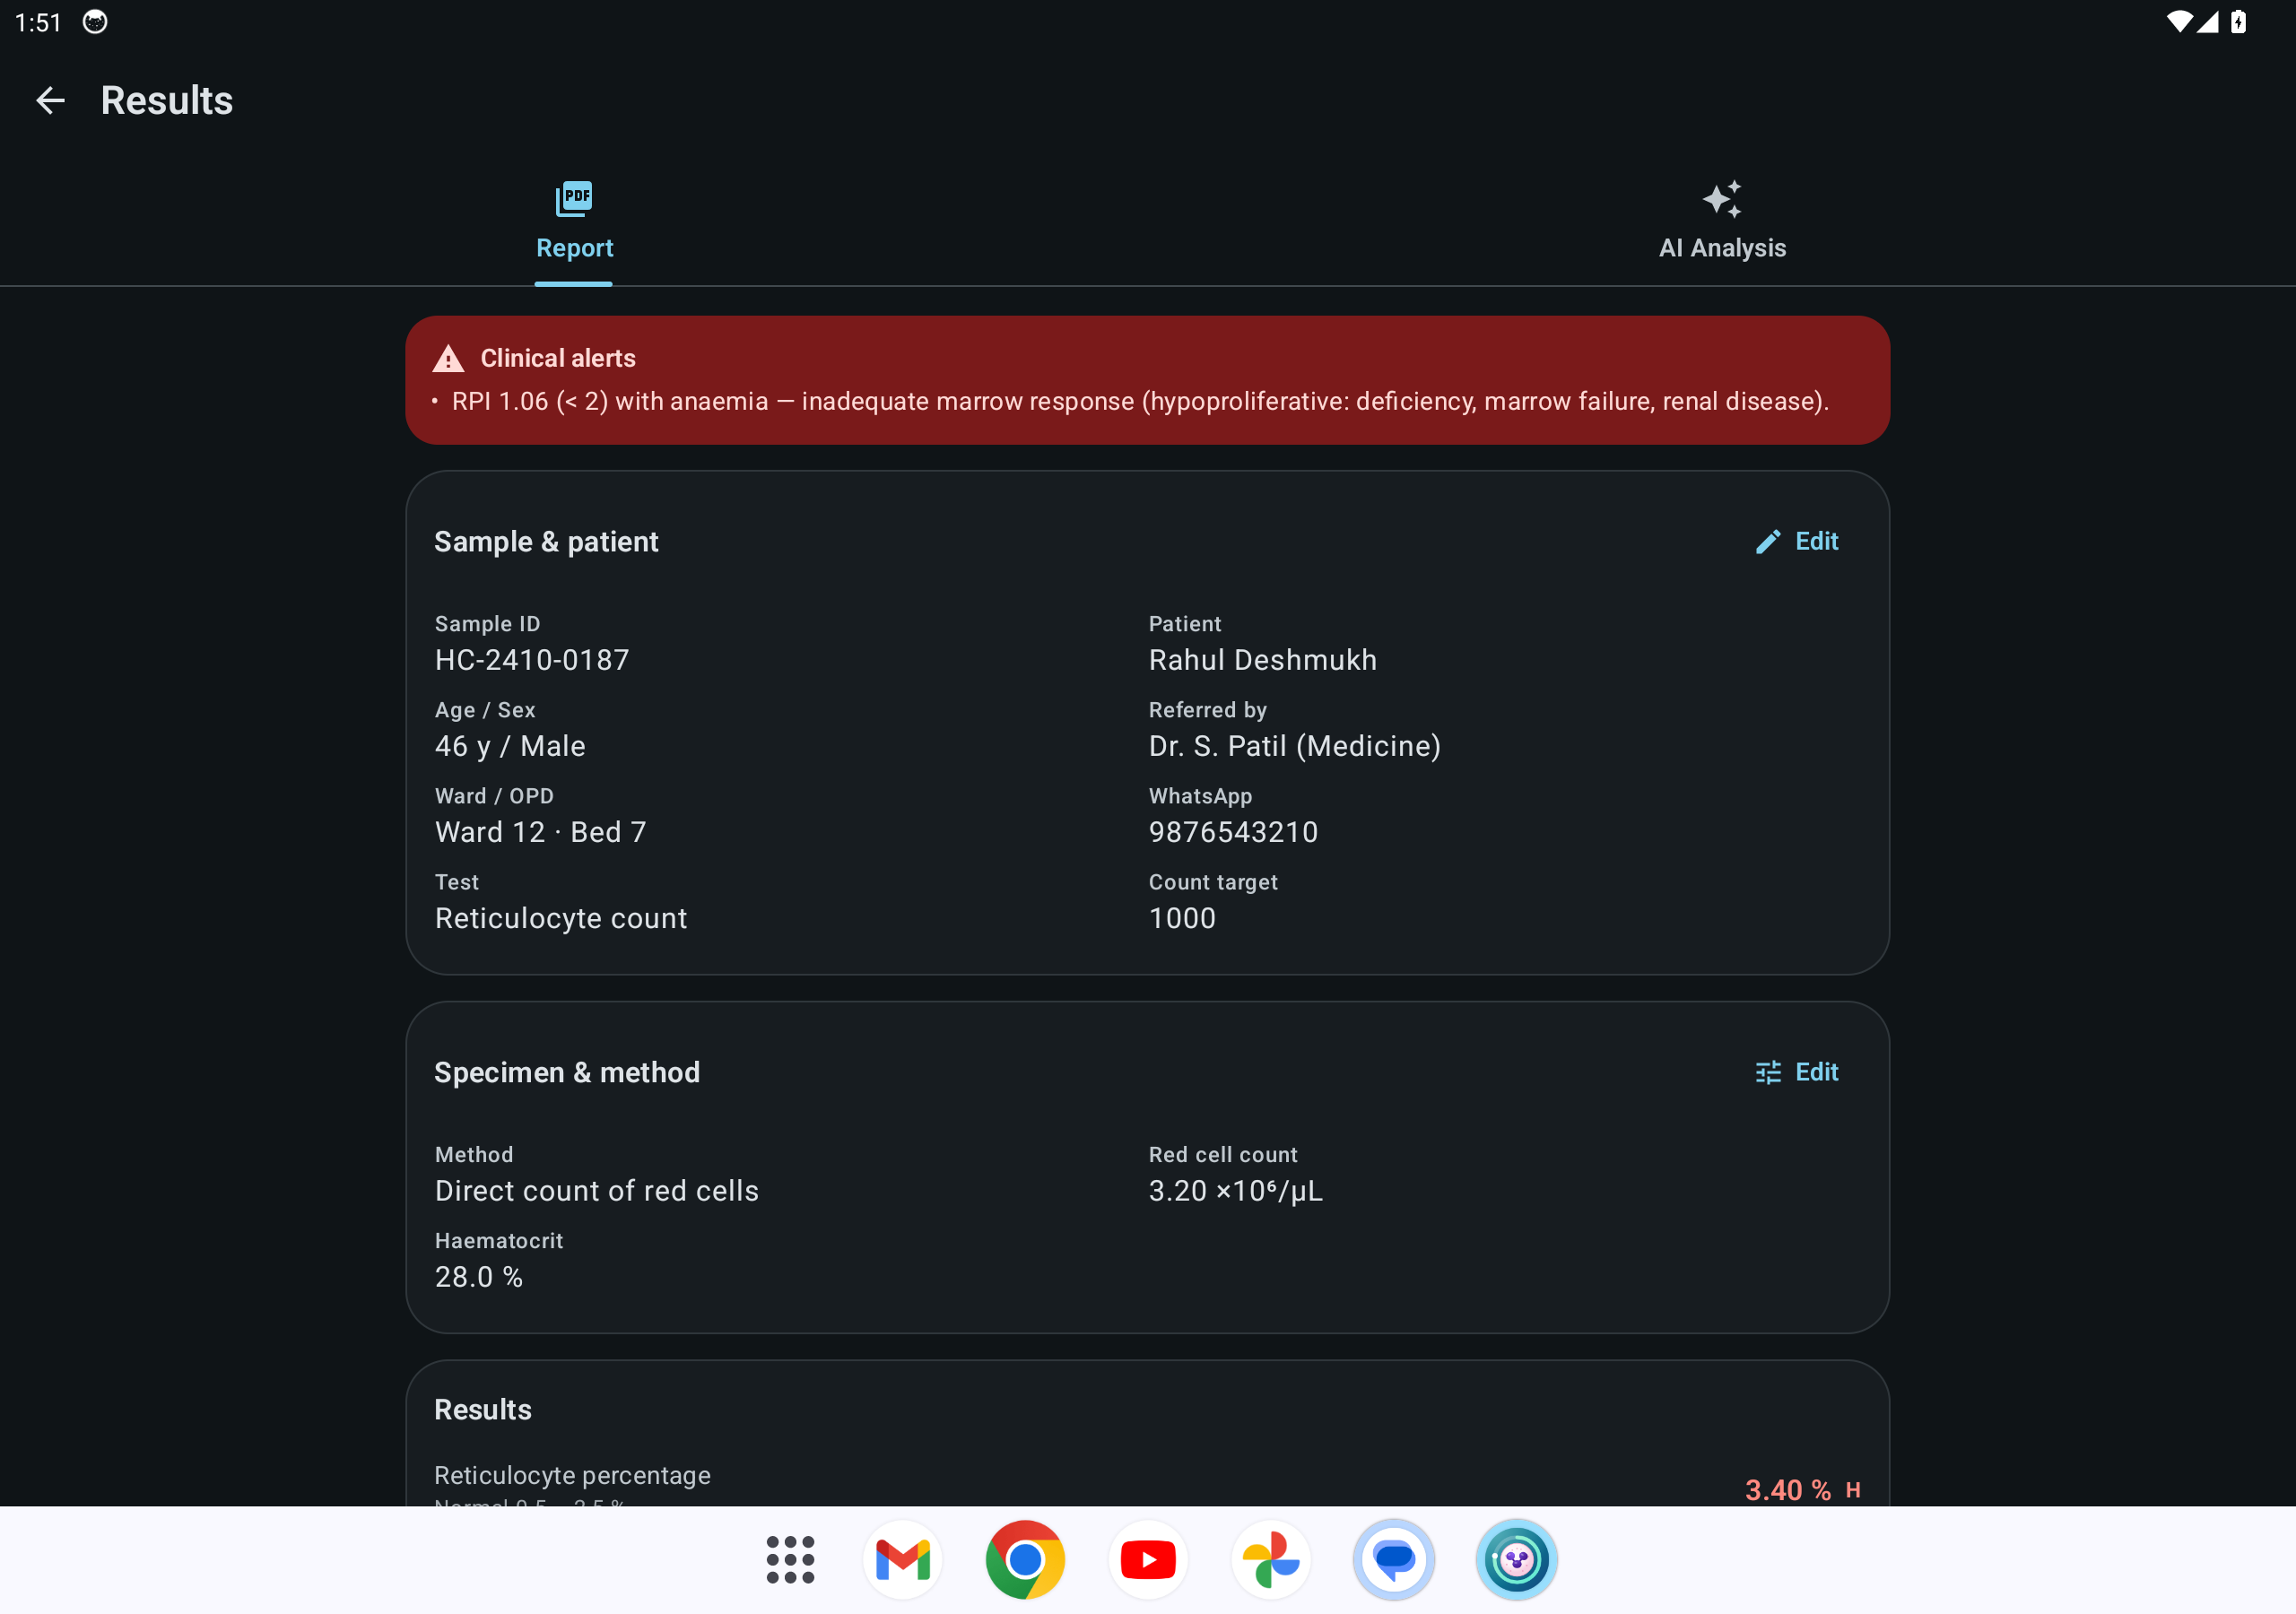 1:51
Results
PDF
Report
AI Analysis
Clinical alerts
• RPI 1.06 (< 2) with anaemia — inadequate marrow response (hypoproliferative: deficiency, marrow failure, renal disease).
Sample & patient
Edit
Sample ID
HC-2410-0187
Patient
Rahul Deshmukh
Age / Sex
46 y / Male
Referred by
Dr. S. Patil (Medicine)
Ward / OPD
Ward 12 · Bed 7
WhatsApp
9876543210
Test
Reticulocyte count
Count target
1000
Specimen & method
Edit
Method
Direct count of red cells
Red cell count
3.20 ×10⁶/µL
Haematocrit
28.0 %
Results
Reticulocyte percentage
3.40 % H